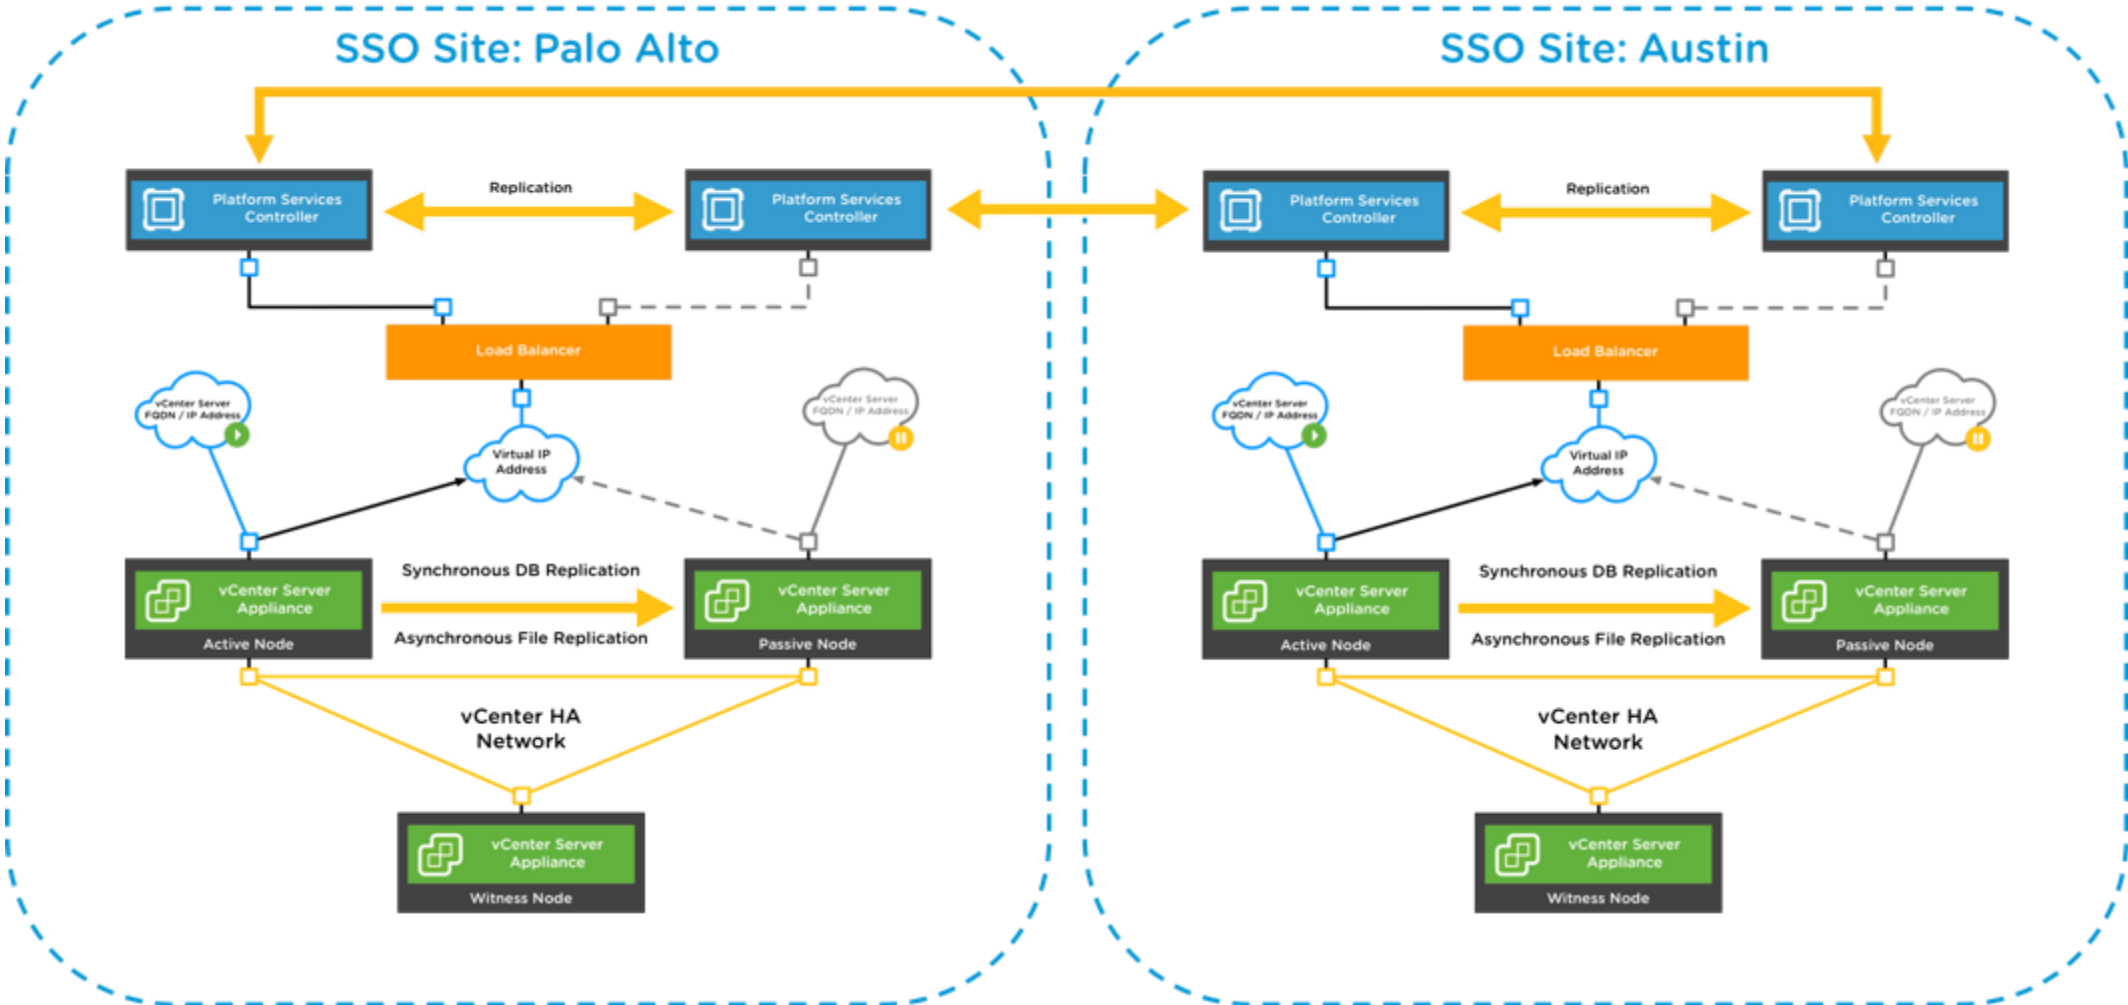 SSO Site: Palo Alto
SSO Site: Austin
Platform Services
Controller
Replication
Platform Services
Controller
Platform Services
Controller
Replication
Platform Services
Controller
Load Balancer
Load Balancer
vCenter Server
FQDN / IP Address
vCenter Server
FQDN / IP Address
vCenter Server
FQDN / IP Address
vCenter Server
FQDN / IP Address
Virtual IP
Address
Virtual IP
Address
vCenter Server
Appliance
Active Node
Synchronous DB Replication
Asynchronous File Replication
vCenter Server
Appliance
Passive Node
vCenter Server
Appliance
Active Node
Synchronous DB Replication
Asynchronous File Replication
vCenter Server
Appliance
Passive Node
vCenter HA
Network
vCenter HA
Network
vCenter Server
Appliance
Witness Node
vCenter Server
Appliance
Witness Node